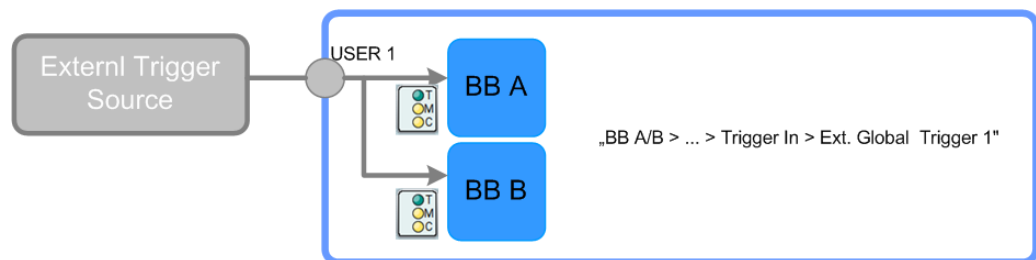 Externl Trigger
Source
USER 1
T
M
C
BB A
T
M
C
BB B
„BB A/B > ... > Trigger In > Ext. Global Trigger 1"